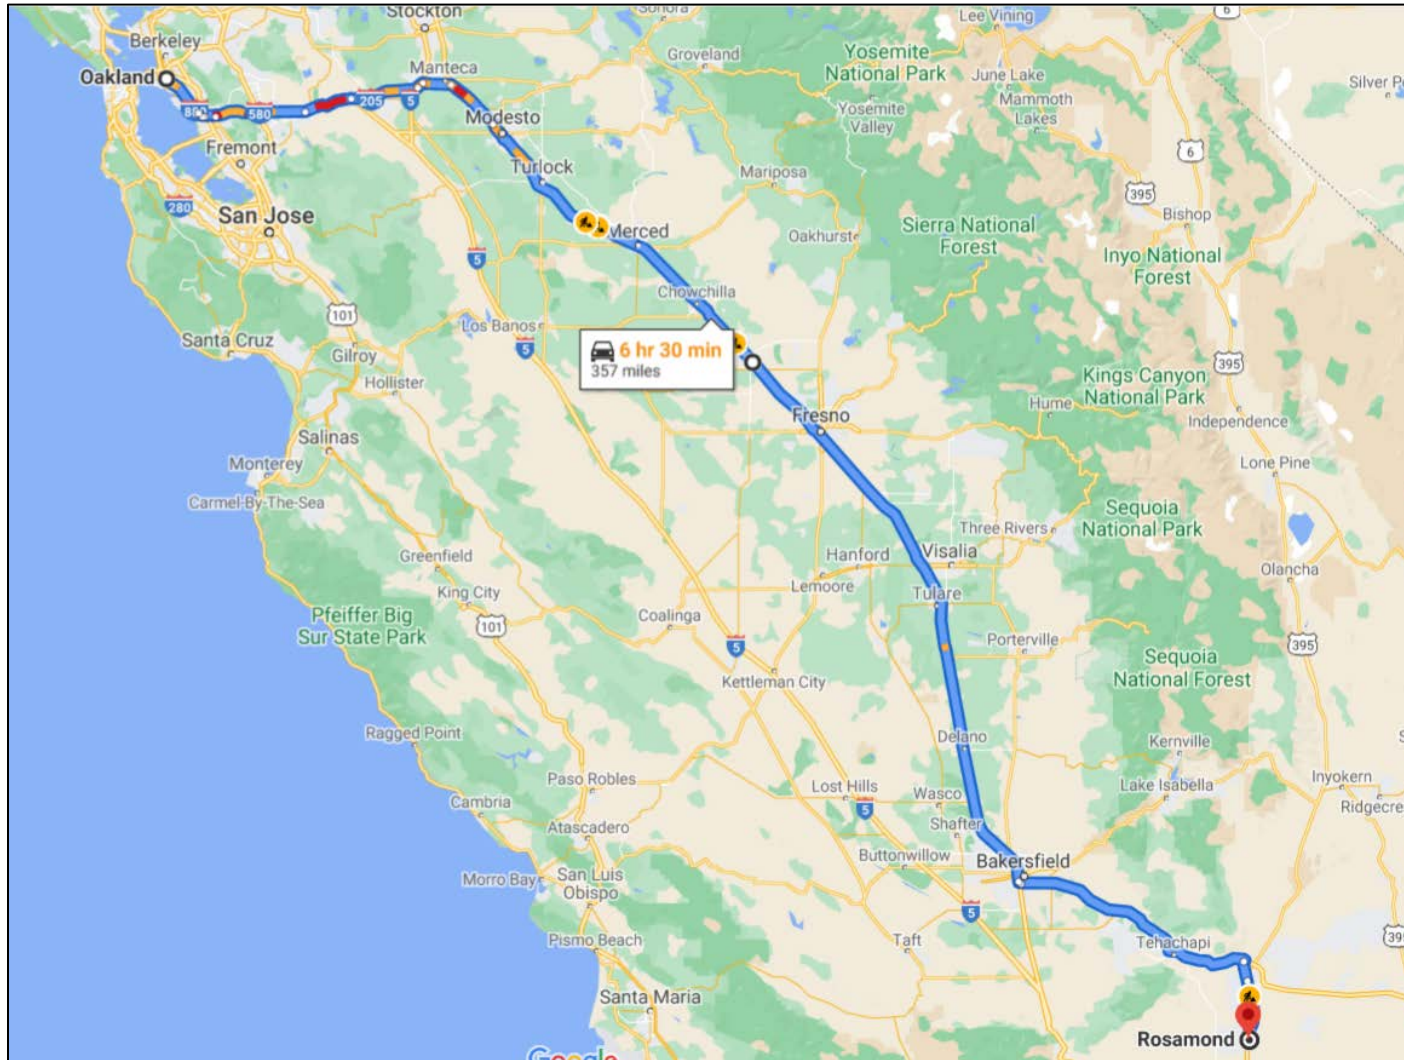 Stockton
Sonora
Lee Vining
6
Berkeley
Groveland
Yosemite
National Park
Oakland
Manteca
June Lake
Silver
880
580
205
5
Yosemite
Valley
Mammoth
Lakes
Modesto
Fremont
6
Turlock
Mariposa
395
280
San Jose
Bishop
Merced
Oakhurst
Sierra National
Forest
5
Inyo National
Forest
Chowchilla
101
Los Banos
Santa Cruz
Gilroy
5
6 hr 30 min
357 miles
395
Hollister
Kings Canyon
National Park
Hume
Independence
Fresno
Salinas
Monterey
Lone Pine
Carmel-By-The-Sea
Sequoia
National Park
Three Rivers
Greenfield
Hanford
Visalia
Olancha
King City
Lemoore
Tulare
Pfeiffer Big
Sur State Park
101
Coalinga
5
Porterville
395
Sequoia
National Forest
Kettleman City
Ragged Point
Delano
Kernville
Paso Robles
Lost Hills
Wasco
Lake Isabella
Inyokern
Cambria
5
Ridgecre
Atascadero
Shafter
Buttonwillow
Bakersfield
Morro Bay
San Luis
Obispo
5
Pismo Beach
Taft
Tehachapi
395
Santa Maria
Rosamond
Google